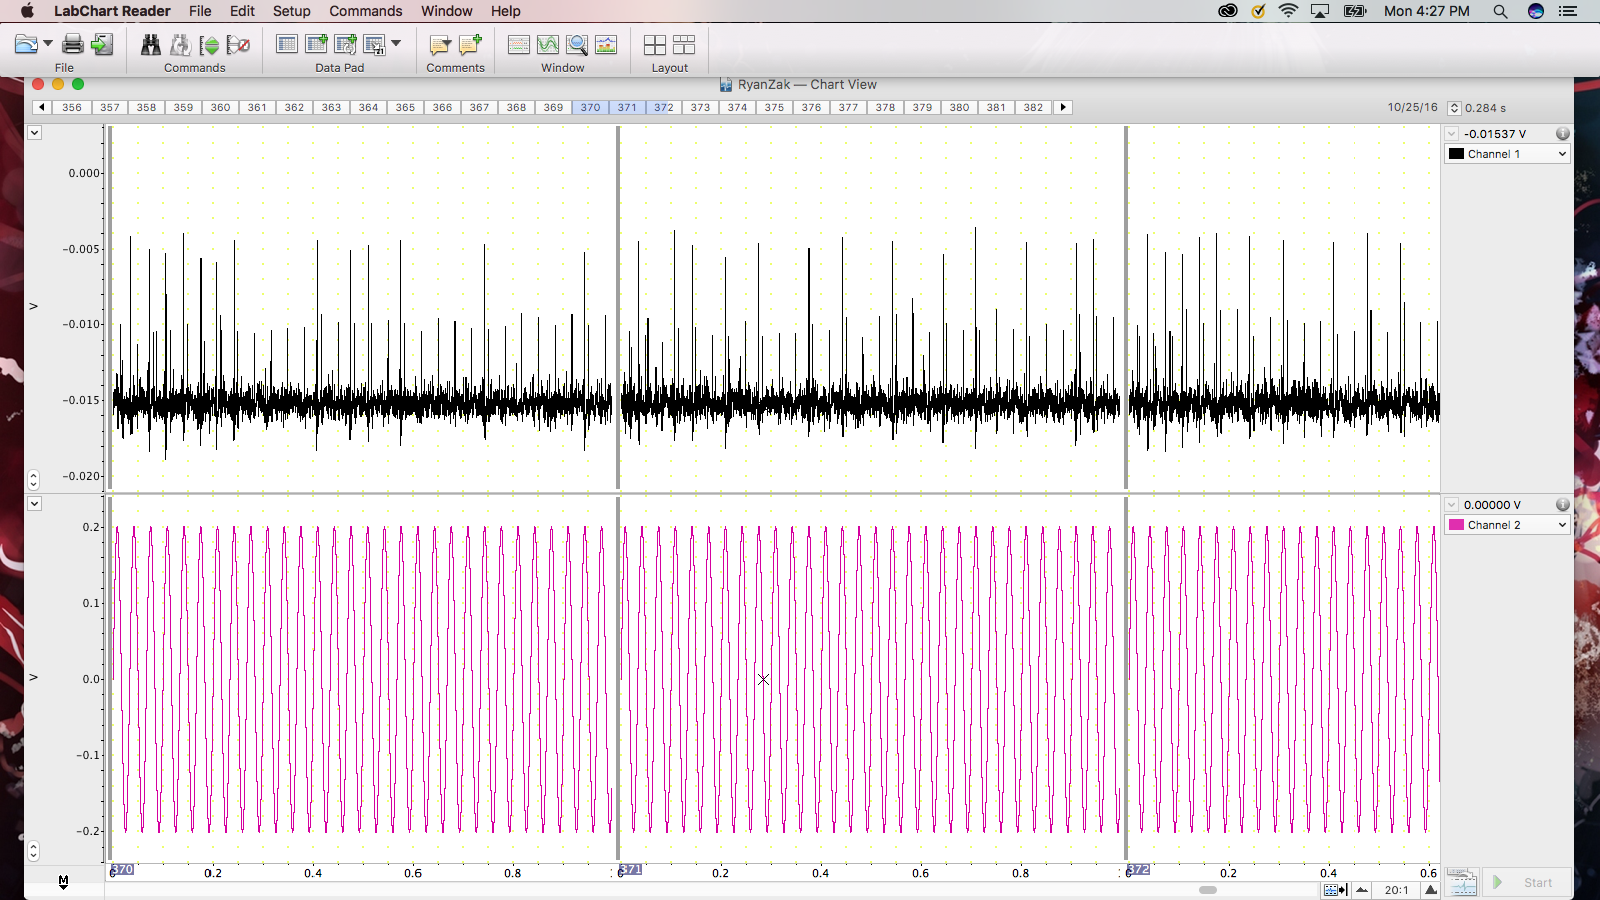 LabChart Reader File Edit Setup Commands Window Help Mon 4:27 PM
File Commands Data Pad Comments Window Layout
RyanZak — Chart View
356 357 358 359 360 361 362 363 364 365 366 367 368 369 370 371 372 373 374 375 376 377 378 379 380 381 382 10/25/16 0.284 s
-0.01537 V
Channel 1
0.000
−0.005
−0.010
−0.015
−0.020
V
0.00000 V
Channel 2
0.2
0.1
0.0
−0.1
−0.2
V
370 371 372
0 0.2 0.4 0.6 0.8 0 0.2 0.4 0.6 0.8 0 0.2 0.4 0.6
M
20:1 Start